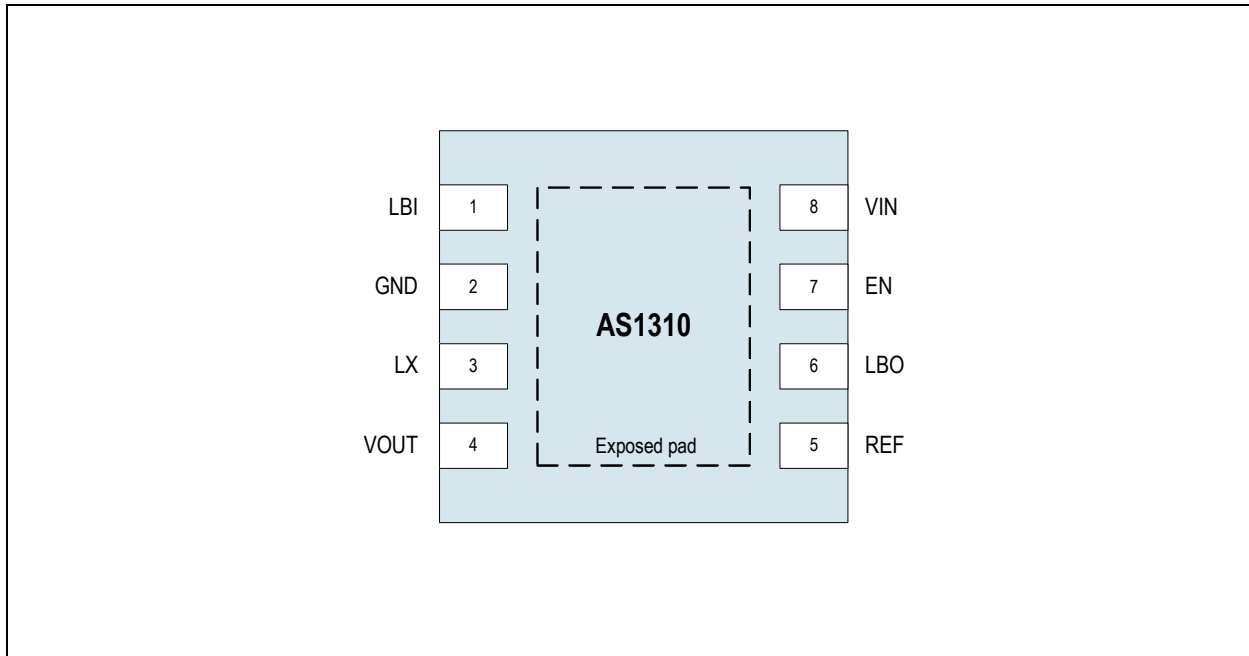 LBI 1 8 VIN
GND 2 7 EN
AS1310
LX 3 6 LBO
VOUT 4 Exposed pad 5 REF